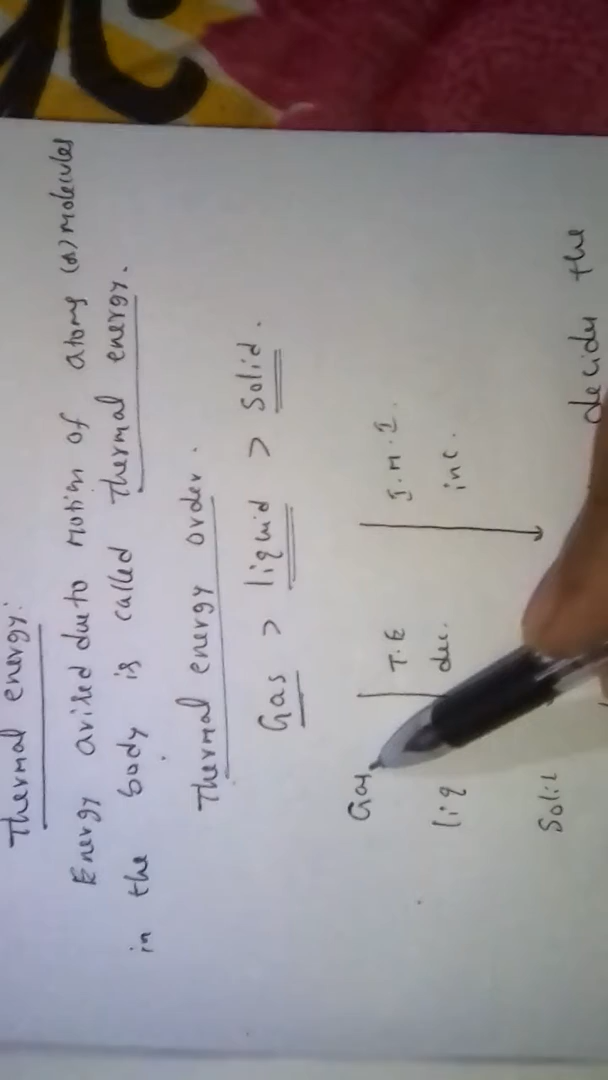 Thermal energy:
Energy arised due to motion of atoms (or) molecules
in the body is called thermal energy.
Thermal energy order.
Gas > liquid > solid.
Gas T.E I.M.I
liq dec. inc.
Solid
decide the